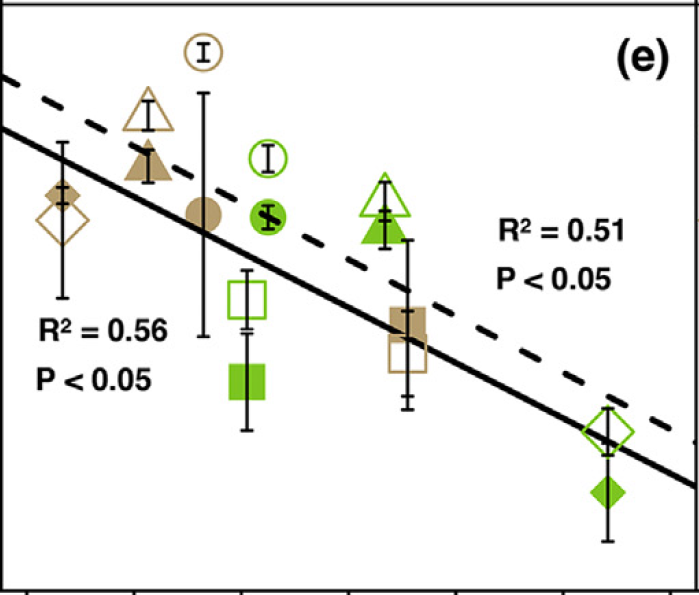 (e)
R² = 0.51
P < 0.05
R² = 0.56
P < 0.05